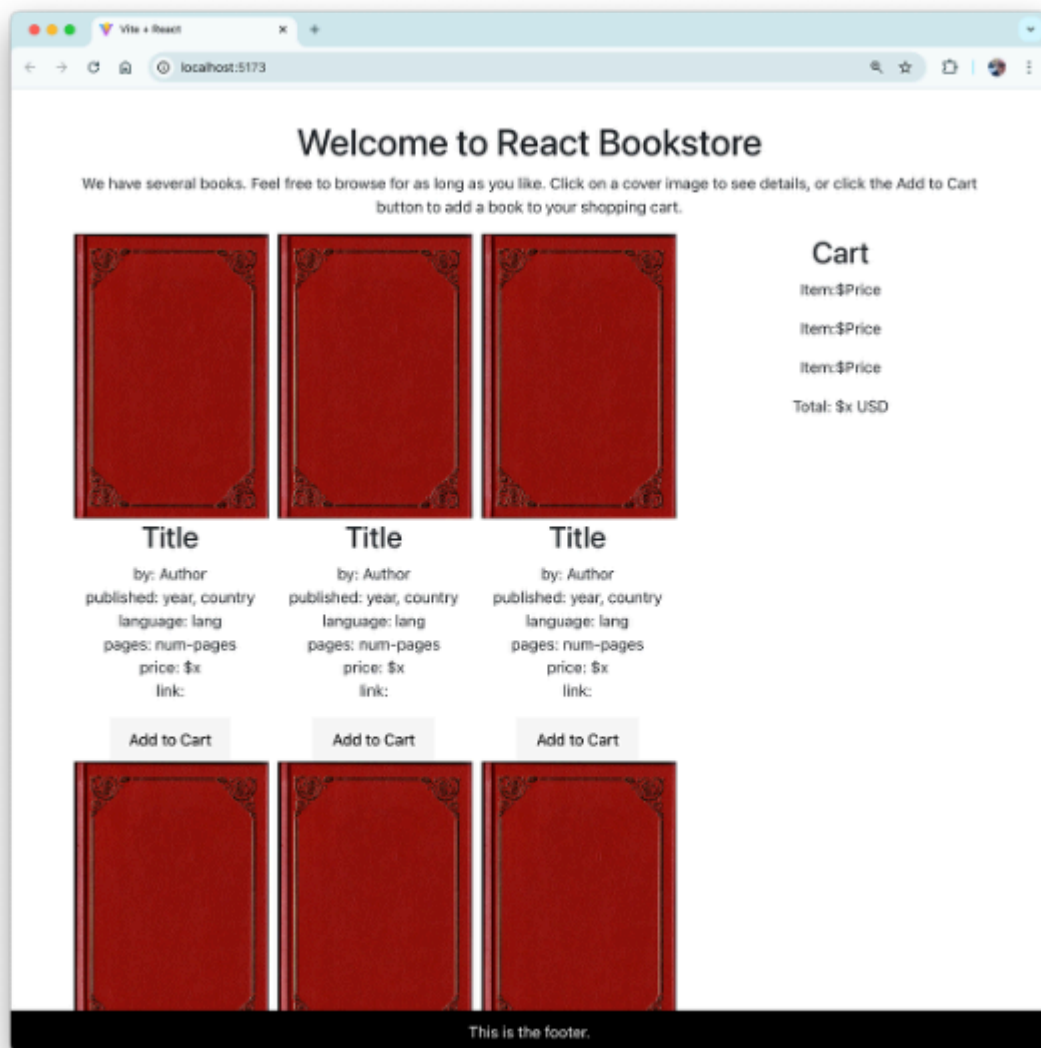 Vite + React
localhost:5173
Welcome to React Bookstore
We have several books. Feel free to browse for as long as you like. Click on a cover image to see details, or click the Add to Cart
button to add a book to your shopping cart.
Title
by: Author
published: year, country
language: lang
pages: num-pages
price: $x
link:
Add to Cart
Title
by: Author
published: year, country
language: lang
pages: num-pages
price: $x
link:
Add to Cart
Title
by: Author
published: year, country
language: lang
pages: num-pages
price: $x
link:
Add to Cart
Cart
Item:$Price
Item:$Price
Item:$Price
Total: $x USD
This is the footer.